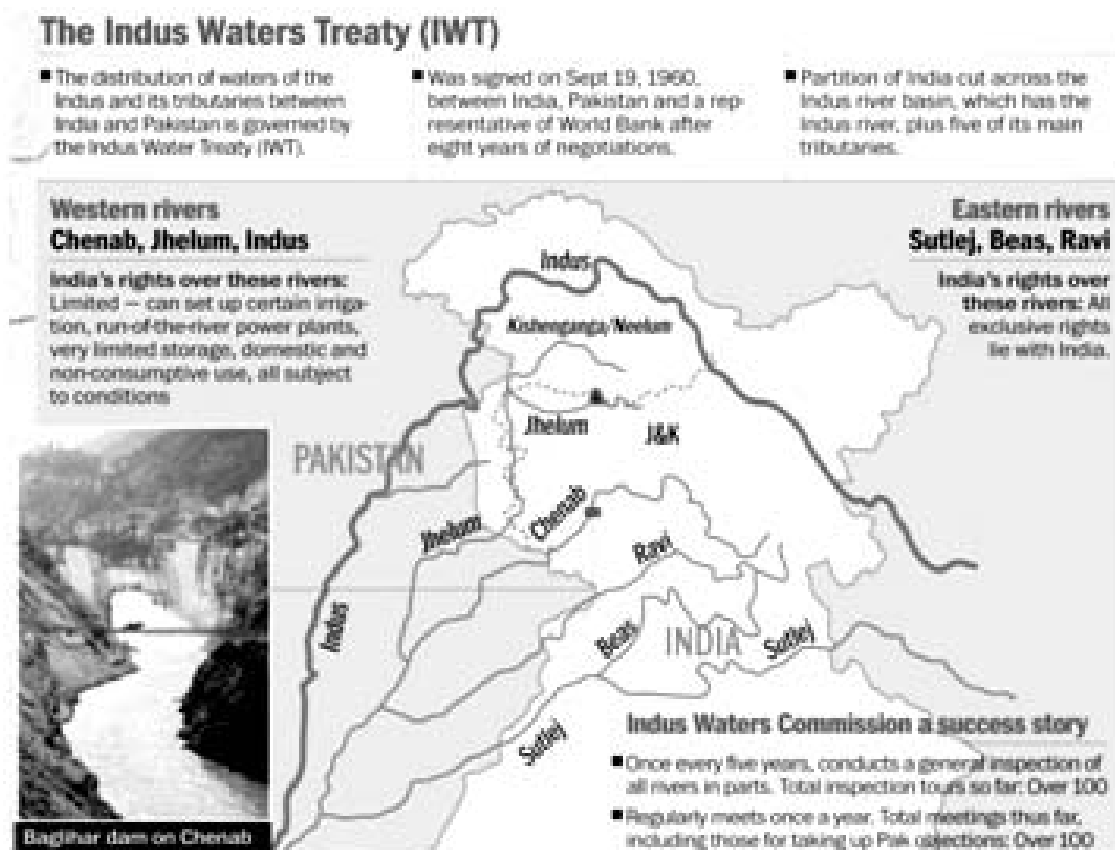 The Indus Waters Treaty (IWT)
■ The distribution of waters of the
Indus and its tributaries between
India and Pakistan is governed by
the Indus Water Treaty (IWT).
■ Was signed on Sept 19, 1960,
between India, Pakistan and a rep
resentative of World Bank after
eight years of negotiations.
■ Partition of India cut across the
Indus river basin, which has the
Indus river, plus five of its main
tributaries.
Western rivers
Chenab, Jhelum, Indus
India's rights over these rivers:
Limited — can set up certain irriga-
tion, run-of-the-river power plants,
very limited storage, domestic and
non-consumptive use, all subject
to conditions
Eastern rivers
Sutlej, Beas, Ravi
India's rights over
these rivers: All
exclusive rights
lie with India.
Indus
Kishenganga/Neelum
Jhelum
J&K
PAKISTAN
Chenab
Jhelum
Ravi
Indus
Beas
INDIA
Sutlej
Sutlej
Indus Waters Commission a success story
■ Once every five years, conducts a general inspection of
all rivers in parts. Total inspection tours so far: Over 100
■ Regularly meets once a year. Total meetings thus far,
including those for taking up Pak objections: Over 100
Baglihar dam on Chenab